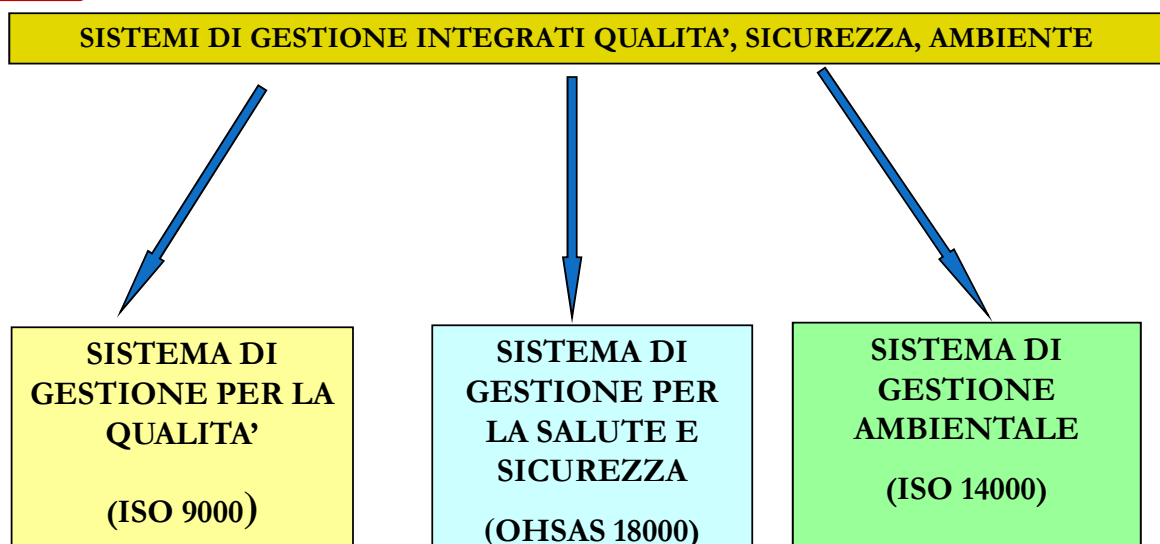 SISTEMI DI GESTIONE INTEGRATI QUALITA’, SICUREZZA, AMBIENTE
SISTEMA DI
GESTIONE PER LA
QUALITA’
(ISO 9000)
SISTEMA DI
GESTIONE PER
LA SALUTE E
SICUREZZA
(OHSAS 18000)
SISTEMA DI
GESTIONE
AMBIENTALE
(ISO 14000)